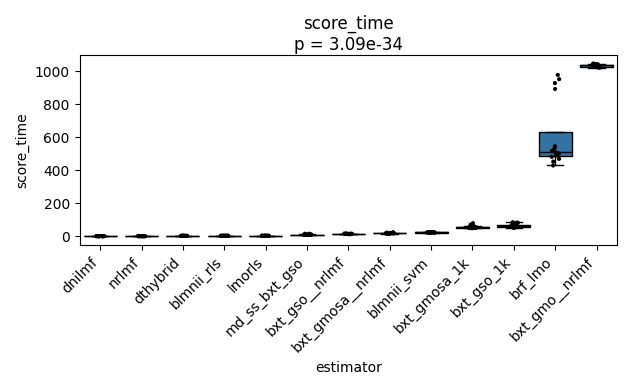 score_time
p = 3.09e-34
score_time
1000
800
600
400
200
0
dnilmf
nrlmf
dthybrid
blmnii_rls
lmorls
md_ss_bxt_gso
bxt_gso__nrlmf
bxt_gmosa__nrlmf
blmnii_svm
bxt_gmosa_1k
bxt_gso_1k
brf_lmo
bxt_gmo__nrlmf
estimator